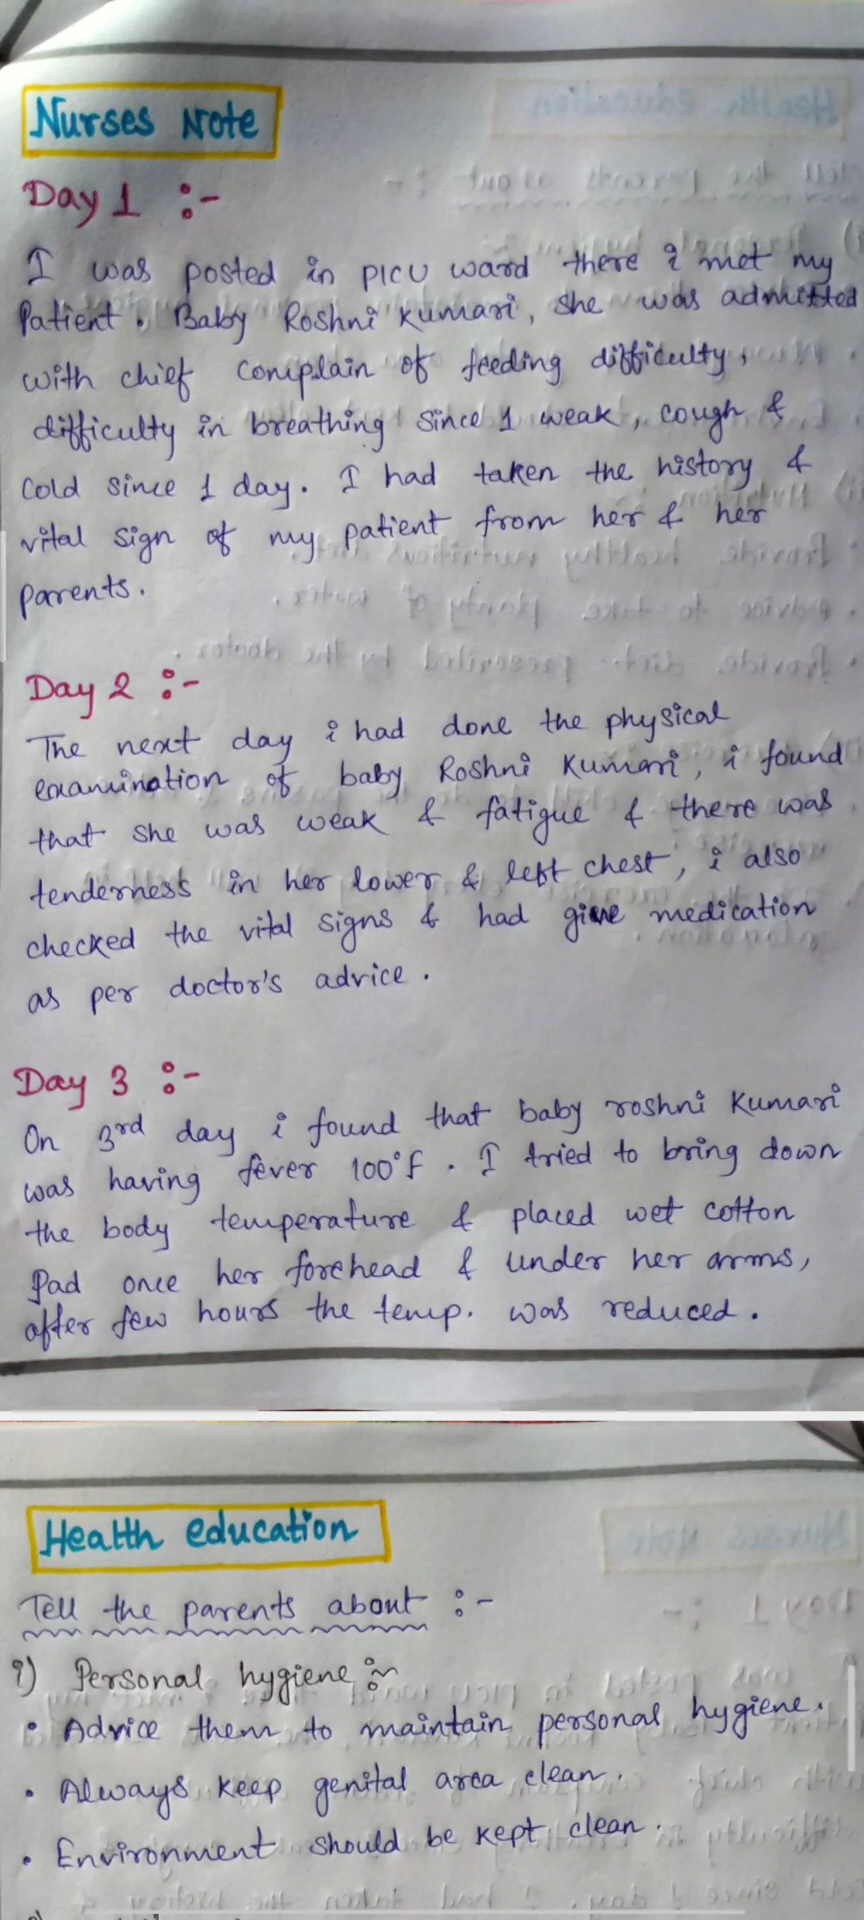 Nurses Note
Day 1 :-
I was posted in PICU ward there i met my
Patient. Baby Roshni Kumari, she was admitted
with chief complain of feeding difficulty,
difficulty in breathing since 1 weak, cough &
cold since 1 day. I had taken the history &
vital sign of my patient from her & her
parents.
Day 2 :-
The next day i had done the physical
examination of baby Roshni Kumari, i found
that she was weak & fatigue & there was
tenderness in her lower & left chest, i also
checked the vital signs & had give medication
as per doctor's advice.
Day 3 :-
On 3rd day i found that baby roshni Kumari
was having fever 100°f. I tried to bring down
the body temperature & placed wet cotton
Pad once her forehead & under her arms,
after few hours the temp. was reduced.
Health education
Tell the parents about :-
i) Personal hygiene :-
• Advice them to maintain personal hygiene.
• Always keep genital area clean.
• Environment should be kept clean.